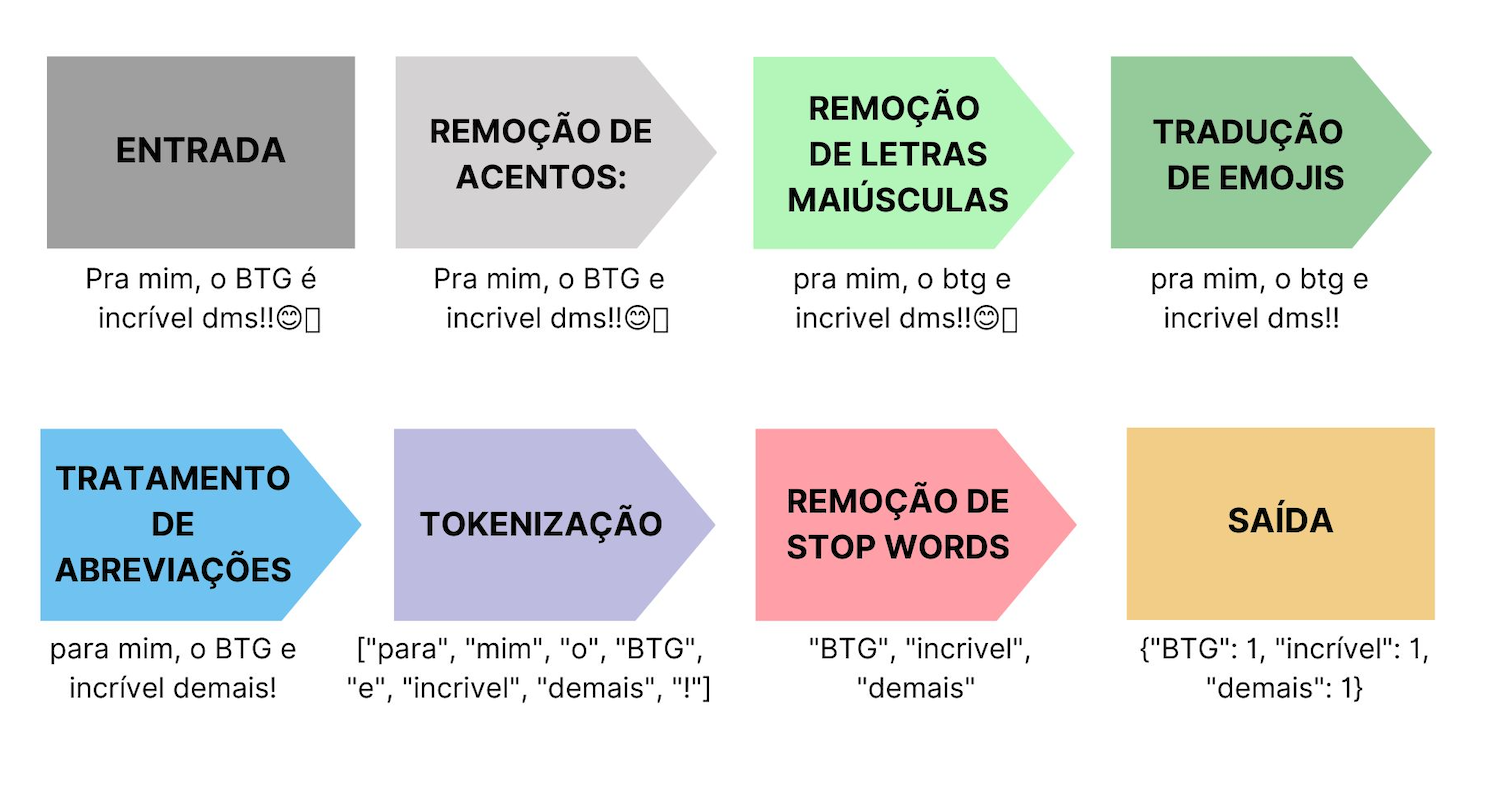 ENTRADA
Pra mim, o BTG é
incrível dms!!😊▯
REMOÇÃO DE
ACENTOS:
Pra mim, o BTG e
incrivel dms!!😊▯
REMOÇÃO
DE LETRAS
MAIÚSCULAS
pra mim, o btg e
incrivel dms!!😊▯
TRADUÇÃO
DE EMOJIS
pra mim, o btg e
incrivel dms!!
TRATAMENTO
DE
ABREVIAÇÕES
para mim, o BTG e
incrível demais!
TOKENIZAÇÃO
["para", "mim", "o", "BTG",
"e", "incrivel", "demais", "!"]
REMOÇÃO DE
STOP WORDS
"BTG", "incrivel",
"demais"
SAÍDA
{"BTG": 1, "incrível": 1,
"demais": 1}